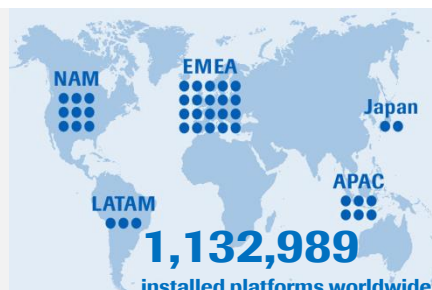 NAM
EMEA
Japan
APAC
LATAM
1,132,989
installed platforms worldwide